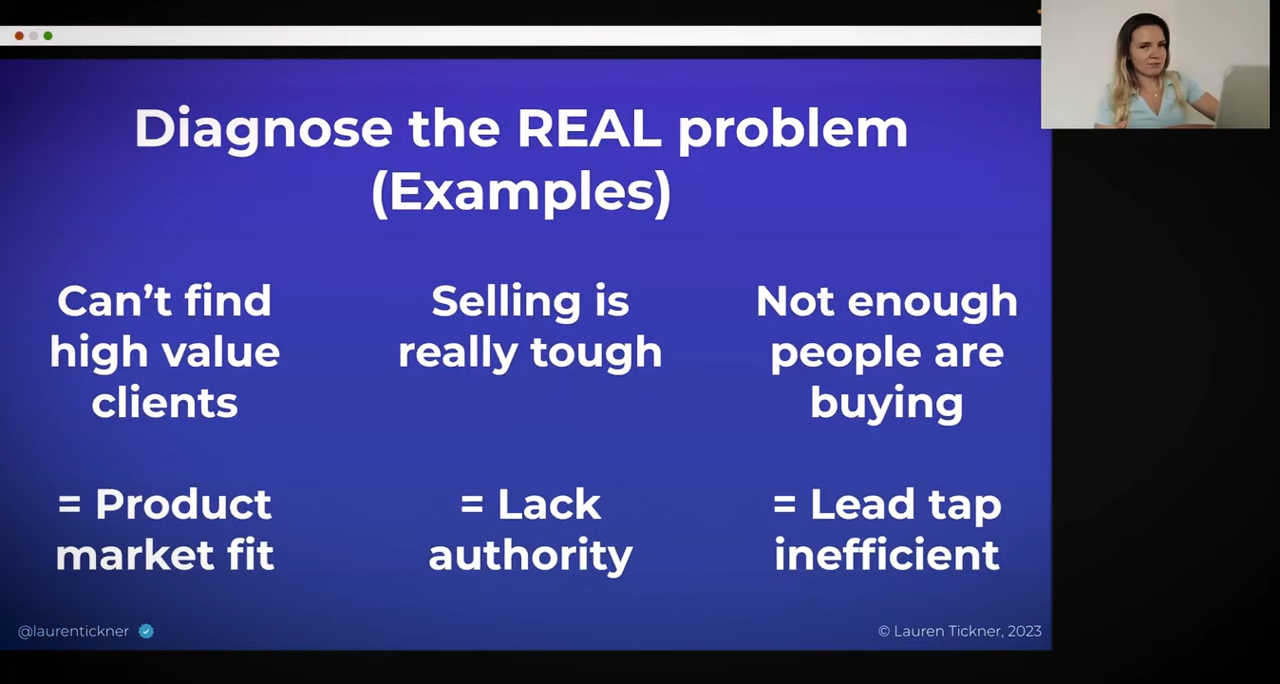 Diagnose the REAL problem
(Examples)
Can’t find
high value
clients
= Product
market fit
Selling is
really tough
= Lack
authority
Not enough
people are
buying
= Lead tap
inefficient
@laurentickner
© Lauren Tickner, 2023